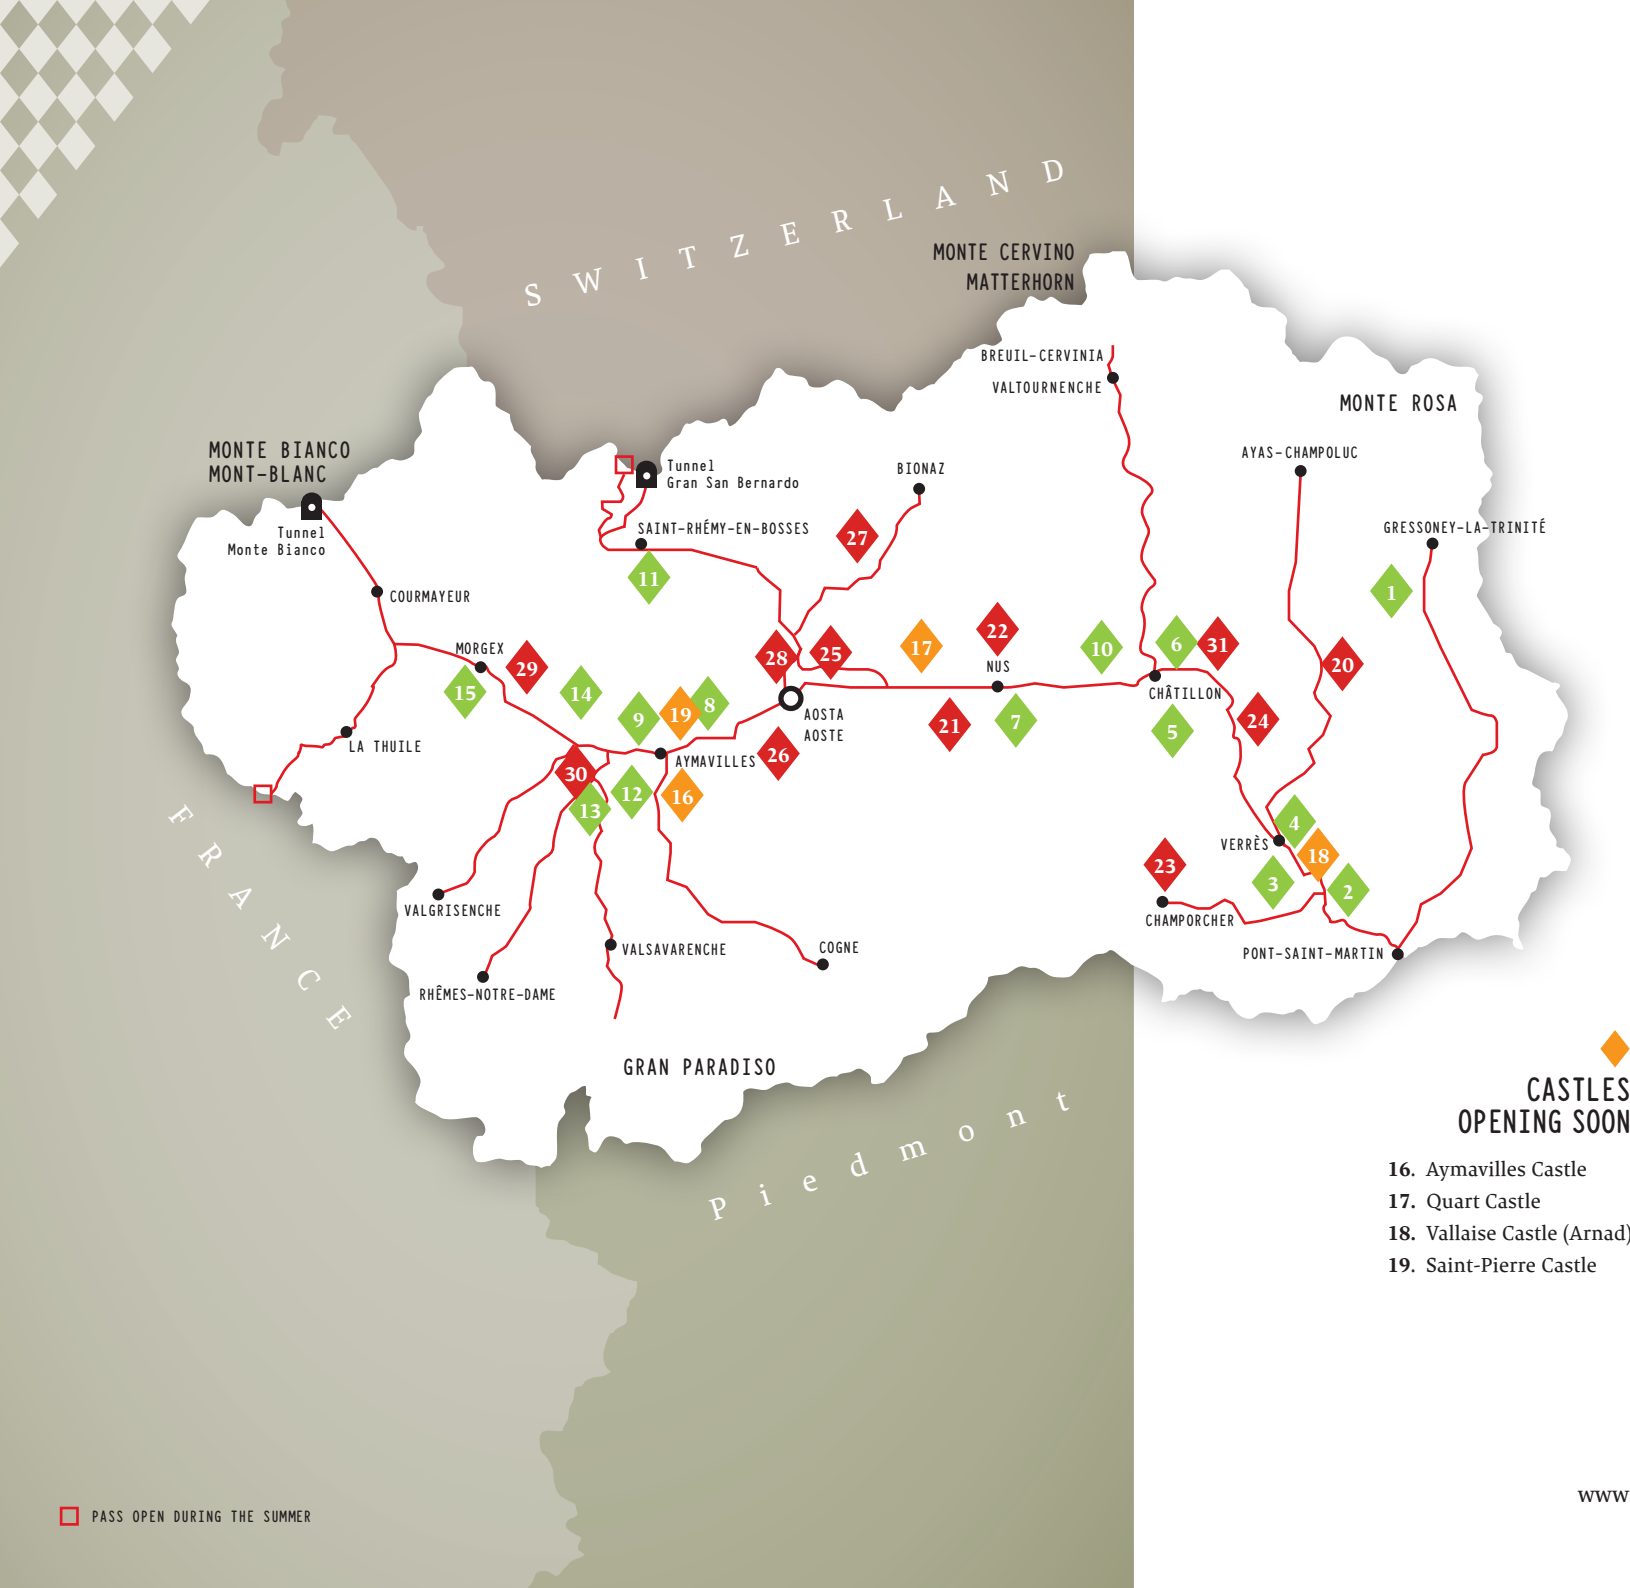 SWITZERLAND
MONTE CERVINO
MATTERHORN
BREUIL-CERVINIA
VALTOURNENCHE
MONTE ROSA
MONTE BIANCO
MONT-BLANC
Tunnel
Monte Bianco
Tunnel
Gran San Bernardo
BIONAZ
AYAS-CHAMPOLUC
SAINT-RHÉMY-EN-BOSSES
GRESSONEY-LA-TRINITÉ
27
11
1
COURMAYEUR
MORGEX
29
15
14
9
19
8
28
25
17
22
NUS
10
6
31
20
CHÂTILLON
AOSTA
AOSTE
21
7
5
24
LA THUILE
AYMAVILLES
26
30
13
12
16
4
VERRÈS
18
23
3
2
CHAMPORCHER
VALGRISENCHE
VALSAVARENCHE
COGNE
PONT-SAINT-MARTIN
RHÊMES-NOTRE-DAME
FRANCE
GRAN PARADISO
Piedmont
CASTLES
OPENING SOON
16. Aymavilles Castle
17. Quart Castle
18. Vallaise Castle (Arnad)
19. Saint-Pierre Castle
www
PASS OPEN DURING THE SUMMER